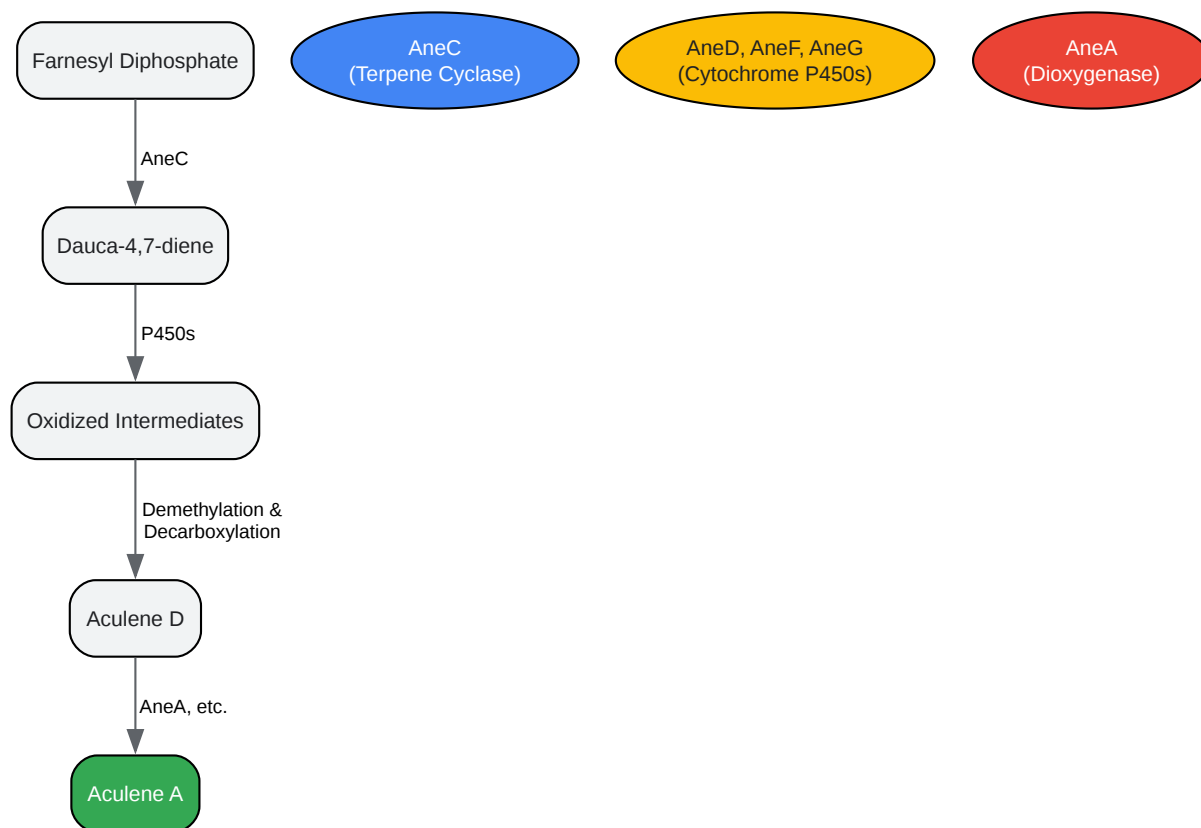 Farnesyl Diphosphate
AneC
(Terpene Cyclase)
AneD, AneF, AneG
(Cytochrome P450s)
AneA
(Dioxygenase)
AneC
Dauca-4,7-diene
P450s
Oxidized Intermediates
Demethylation &
Decarboxylation
Aculene D
AneA, etc.
Aculene A